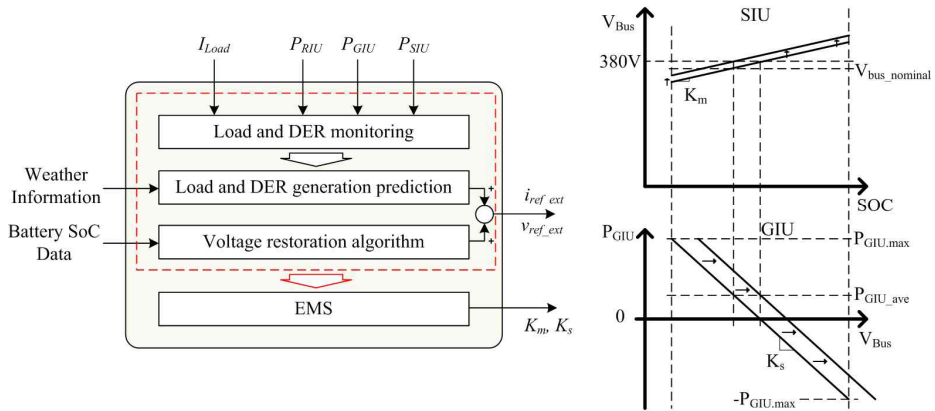 I_Load P_RIU P_GIU P_SIU
Load and DER monitoring
Weather
Information
Load and DER generation prediction
+
i_ref_ext
v_ref_ext
Battery SoC
Data
Voltage restoration algorithm
+
EMS
K_m, K_s
V_Bus
SIU
380V
V_bus_nominal
K_m
SOC
P_GIU
GIU
P_GIU.max
P_GIU_ave
0
V_Bus
K_s
-P_GIU.max